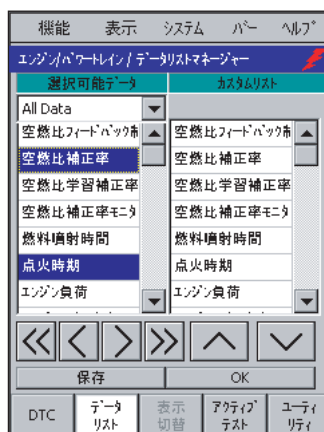 機能 表示 システム バー ヘルプ
エンジン/パワートレイン / データリストマネージャー
選択可能データ カスタムリスト
All Data
空燃比フィードバック補 空燃比フィードバック補
空燃比補正率 空燃比補正率
空燃比学習補正率 空燃比学習補正率
空燃比補正率モニタ 空燃比補正率モニタ
燃料噴射時間 燃料噴射時間
点火時期 点火時期
エンジン負荷 エンジン負荷
保存 OK
DTC データ 表示 アクティブ ユーティ
リスト 切替 テスト リティ